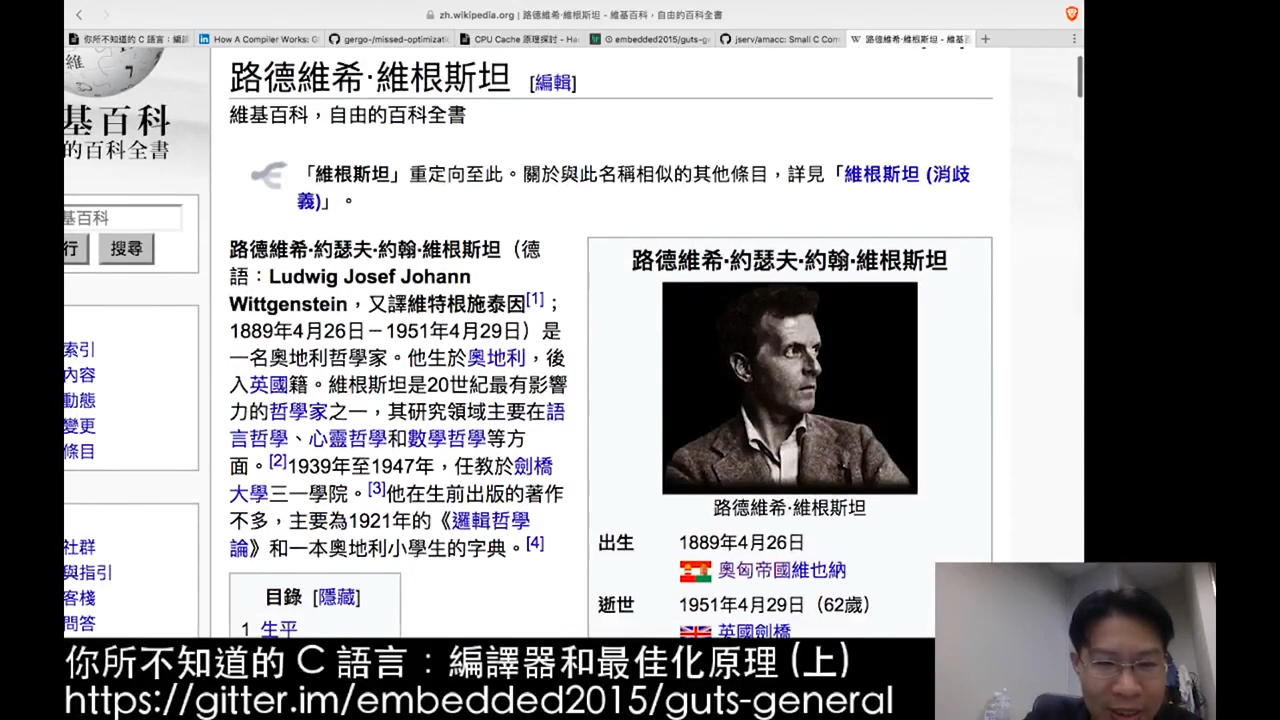 zh.wikipedia.org | 路德維希·維根斯坦 - 維基百科，自由的百科全書
你所不知道的 C 語言：編譯
How A Compiler Works: G
gergo-/missed-optimizatio
CPU Cache 原理探討 - Hac
embedded2015/guts-ge
jserv/amacc: Small C Com
路德維希·維根斯坦 - 維基百
維
基百科
的百科全書
路德維希·維根斯坦 [編輯]
維基百科，自由的百科全書
「維根斯坦」重定向至此。關於與此名稱相似的其他條目，詳見「維根斯坦 (消歧
義)」。
基百科
行 搜尋
索引
內容
動態
變更
條目
社群
與指引
客棧
問答
路德維希·約瑟夫·約翰·維根斯坦（德
語：Ludwig Josef Johann
Wittgenstein，又譯維特根施泰因[1]；
1889年4月26日－1951年4月29日）是
一名奧地利哲學家。他生於奧地利，後
入英國籍。維根斯坦是20世紀最有影響
力的哲學家之一，其研究領域主要在語
言哲學、心靈哲學和數學哲學等方
面。[2]1939年至1947年，任教於劍橋
大學三一學院。[3]他在生前出版的著作
不多，主要為1921年的《邏輯哲學
論》和一本奧地利小學生的字典。[4]
目錄 [隱藏]
1 生平
路德維希·約瑟夫·約翰·維根斯坦
路德維希·維根斯坦
出生 1889年4月26日
奧匈帝國維也納
逝世 1951年4月29日（62歲）
英國劍橋
你所不知道的 C 語言：編譯器和最佳化原理 (上)
https://gitter.im/embedded2015/guts-general